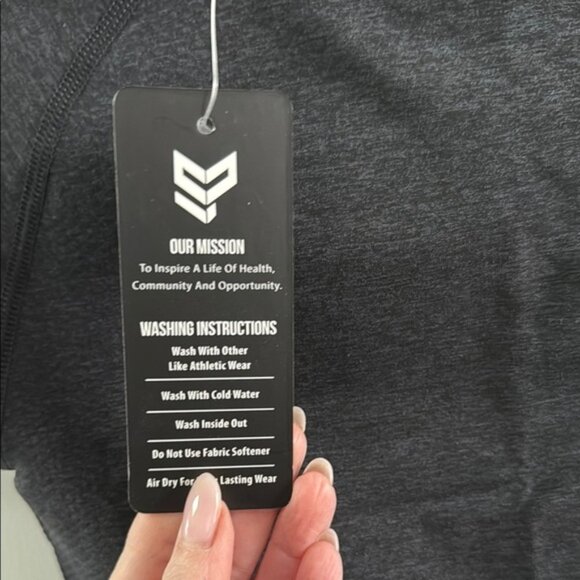 OUR MISSION
To Inspire A Life Of Health,
Community And Opportunity.
WASHING INSTRUCTIONS
Wash With Other
Like Athletic Wear
Wash With Cold Water
Wash Inside Out
Do Not Use Fabric Softener
Air Dry For Lasting Wear